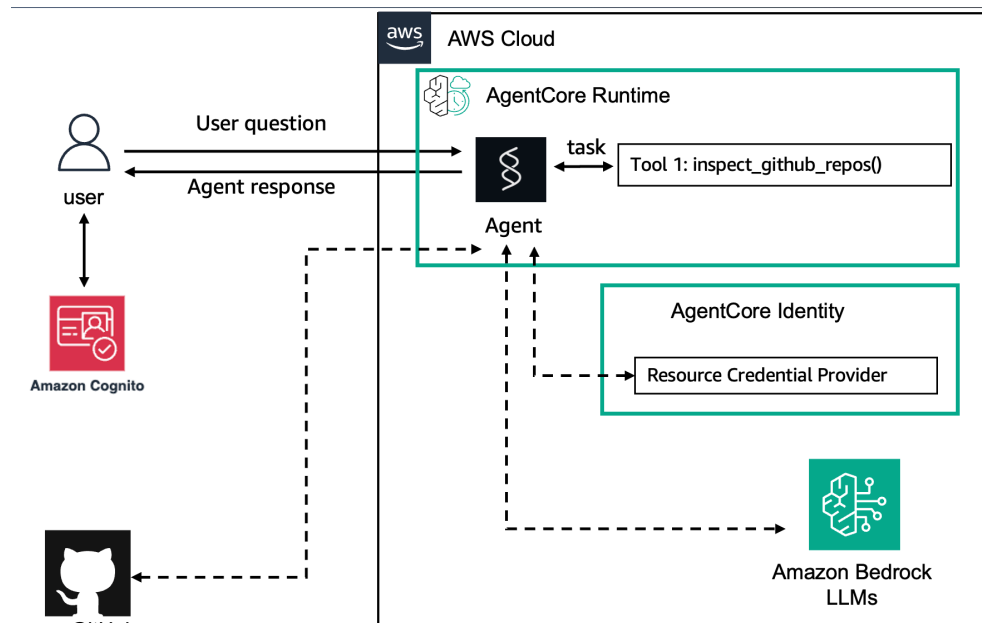 aws
AWS Cloud
AgentCore Runtime
User question
task
Tool 1: inspect_github_repos()
Agent response
user
Agent
AgentCore Identity
Resource Credential Provider
Amazon Cognito
Amazon Bedrock
LLMs